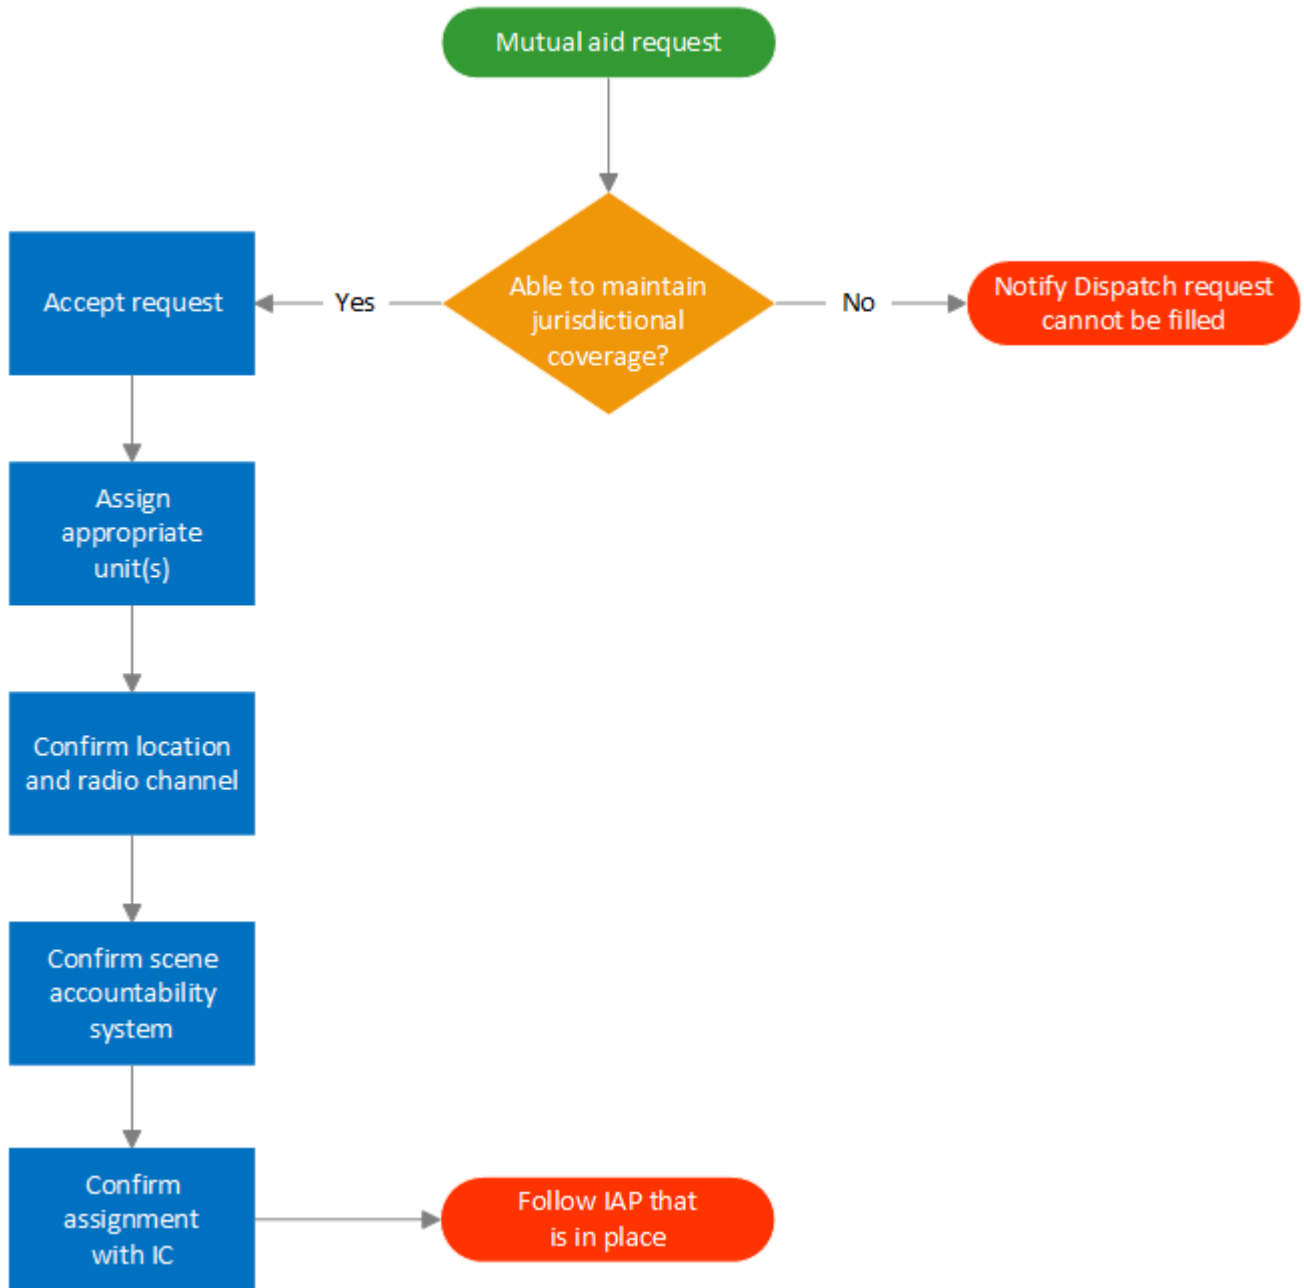 Mutual aid request
Able to maintain
jurisdictional
coverage?
Yes
No
Accept request
Notify Dispatch request
cannot be filled
Assign
appropriate
unit(s)
Confirm location
and radio channel
Confirm scene
accountability
system
Confirm
assignment
with IC
Follow IAP that
is in place